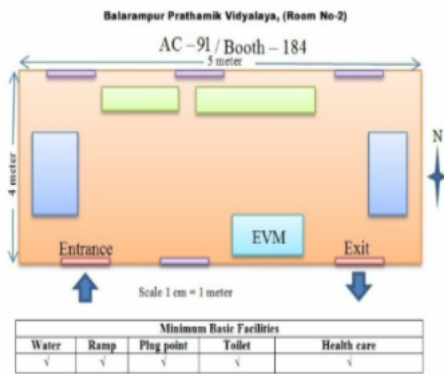 Balarampur Prathamik Vidyalaya, (Room No-2)
AC – 91 / Booth – 184
5 meter
4 meter
N
EVM
Entrance
Exit
Scale 1 cm = 1 meter
Minimum Basic Facilities
Water Ramp Plug point Toilet Health care
√ √ √ √ √